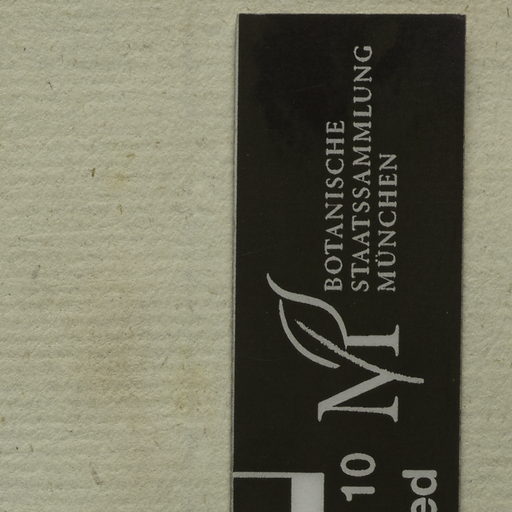 BOTANISCHE
STAATSSAMMLUNG
MÜNCHEN
M
10
ed